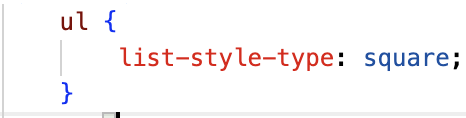 ul {
list-style-type: square;
}